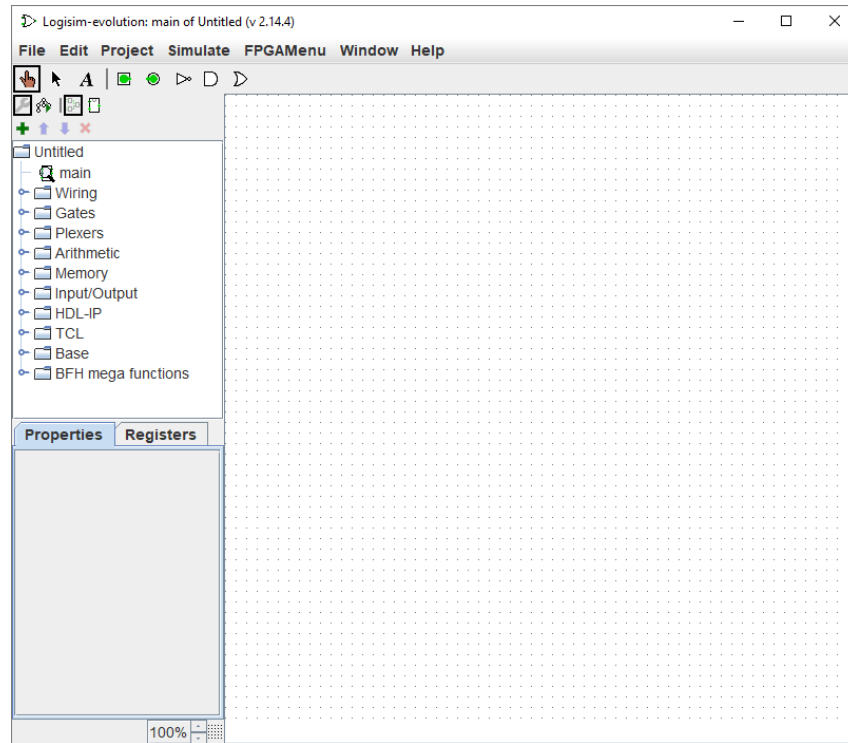 Logisim-evolution: main of Untitled (v 2.14.4)
File Edit Project Simulate FPGAMenu Window Help
A
Untitled
main
Wiring
Gates
Plexers
Arithmetic
Memory
Input/Output
HDL-IP
TCL
Base
BFH mega functions
Properties Registers
100%